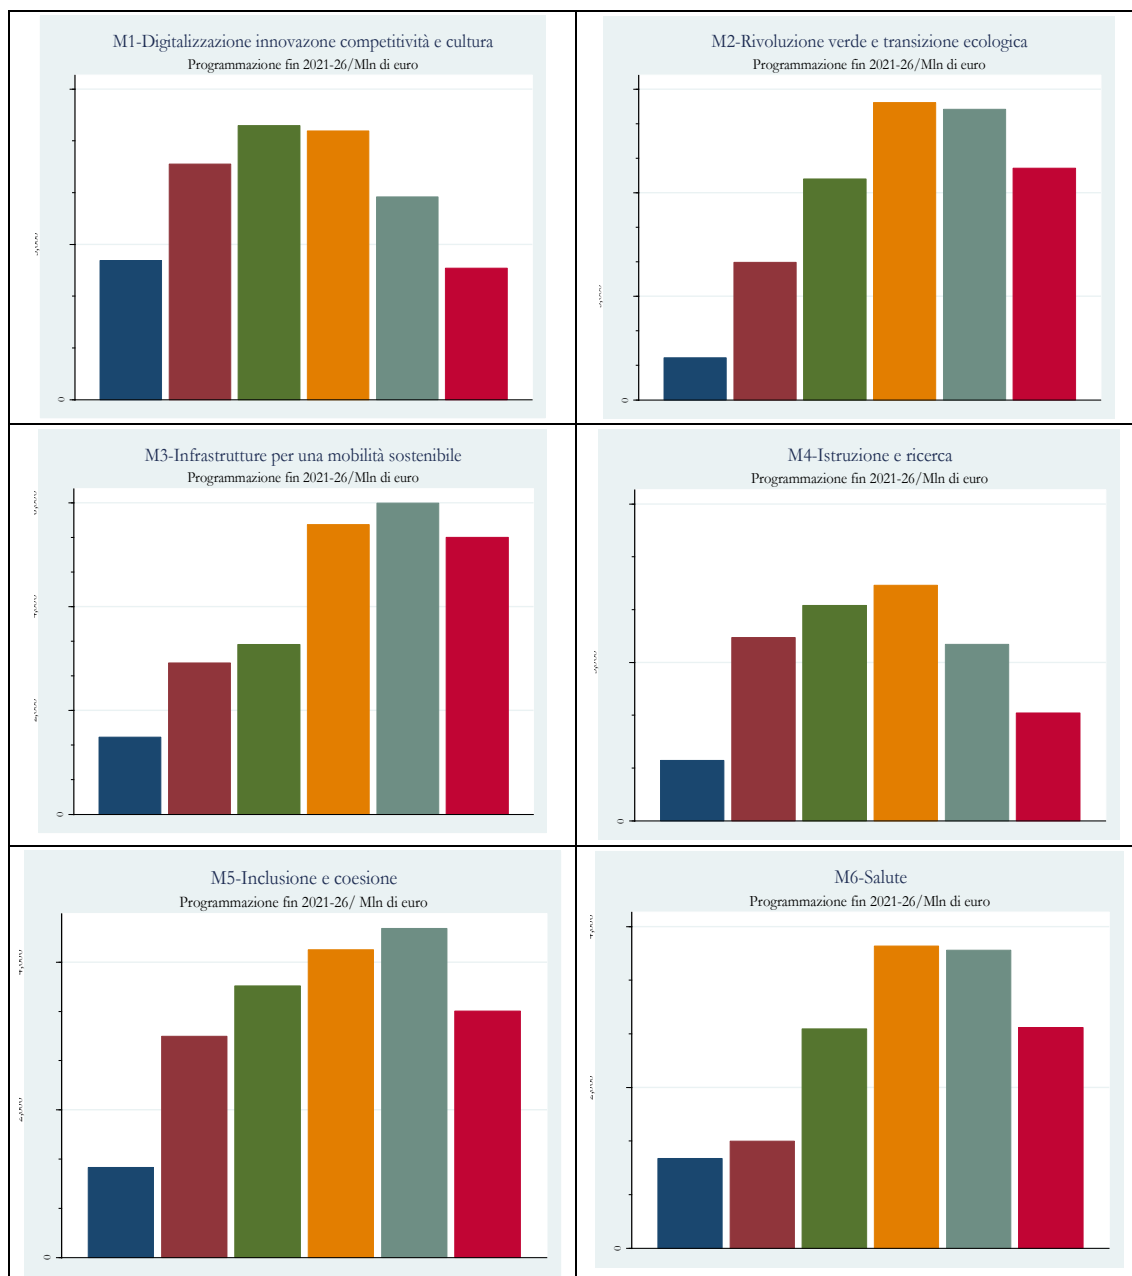 M1-Digitalizzazione innovazone competitività e cultura
Programmazione fin 2021-26/Mln di euro
0
M2-Rivoluzione verde e transizione ecologica
Programmazione fin 2021-26/Mln di euro
0
M3-Infrastrutture per una mobilità sostenibile
Programmazione fin 2021-26/Mln di euro
0
M4-Istruzione e ricerca
Programmazione fin 2021-26/Mln di euro
0
M5-Inclusione e coesione
Programmazione fin 2021-26/ Mln di euro
0
M6-Salute
Programmazione fin 2021-26/Mln di euro
0